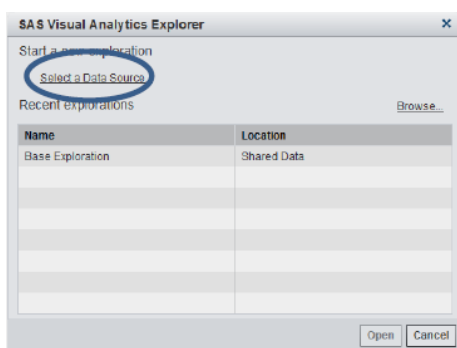 SAS Visual Analytics Explorer
Start a new exploration
Select a Data Source
Recent explorations
Browse...
Name Location
Base Exploration Shared Data
Open Cancel